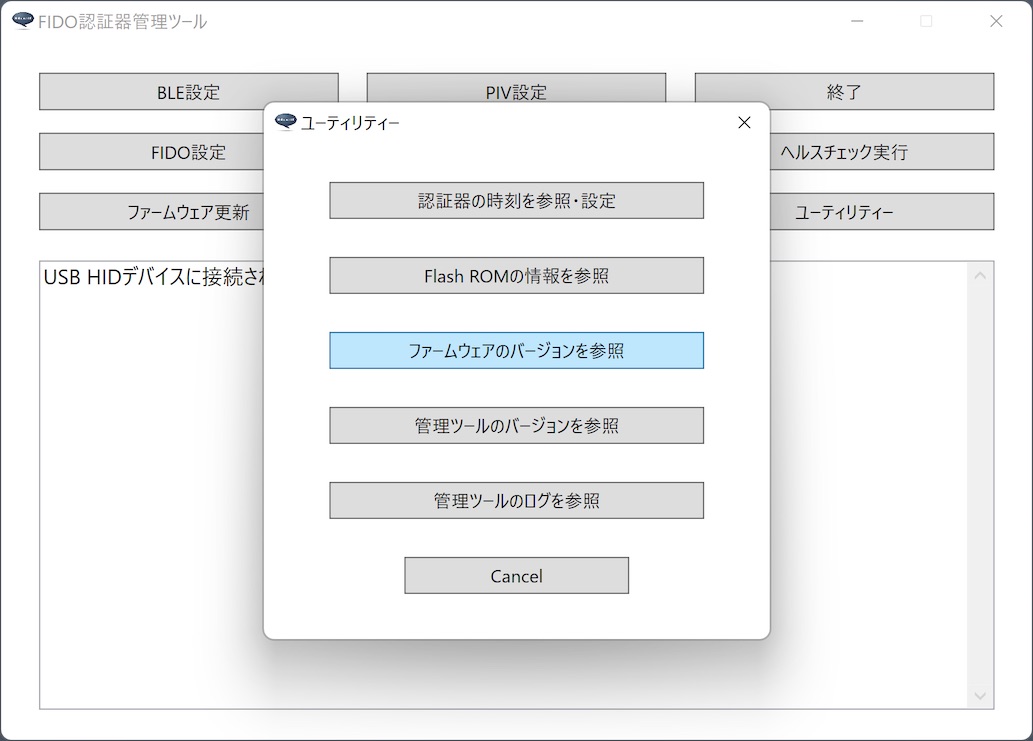 FIDO認証器管理ツール
BLE設定
PIV設定
終了
FIDO設定
ヘルスチェック実行
ファームウェア更新
ユーティリティー
USB HIDデバイスに接続さ
ユーティリティー
認証器の時刻を参照・設定
Flash ROMの情報を参照
ファームウェアのバージョンを参照
管理ツールのバージョンを参照
管理ツールのログを参照
Cancel